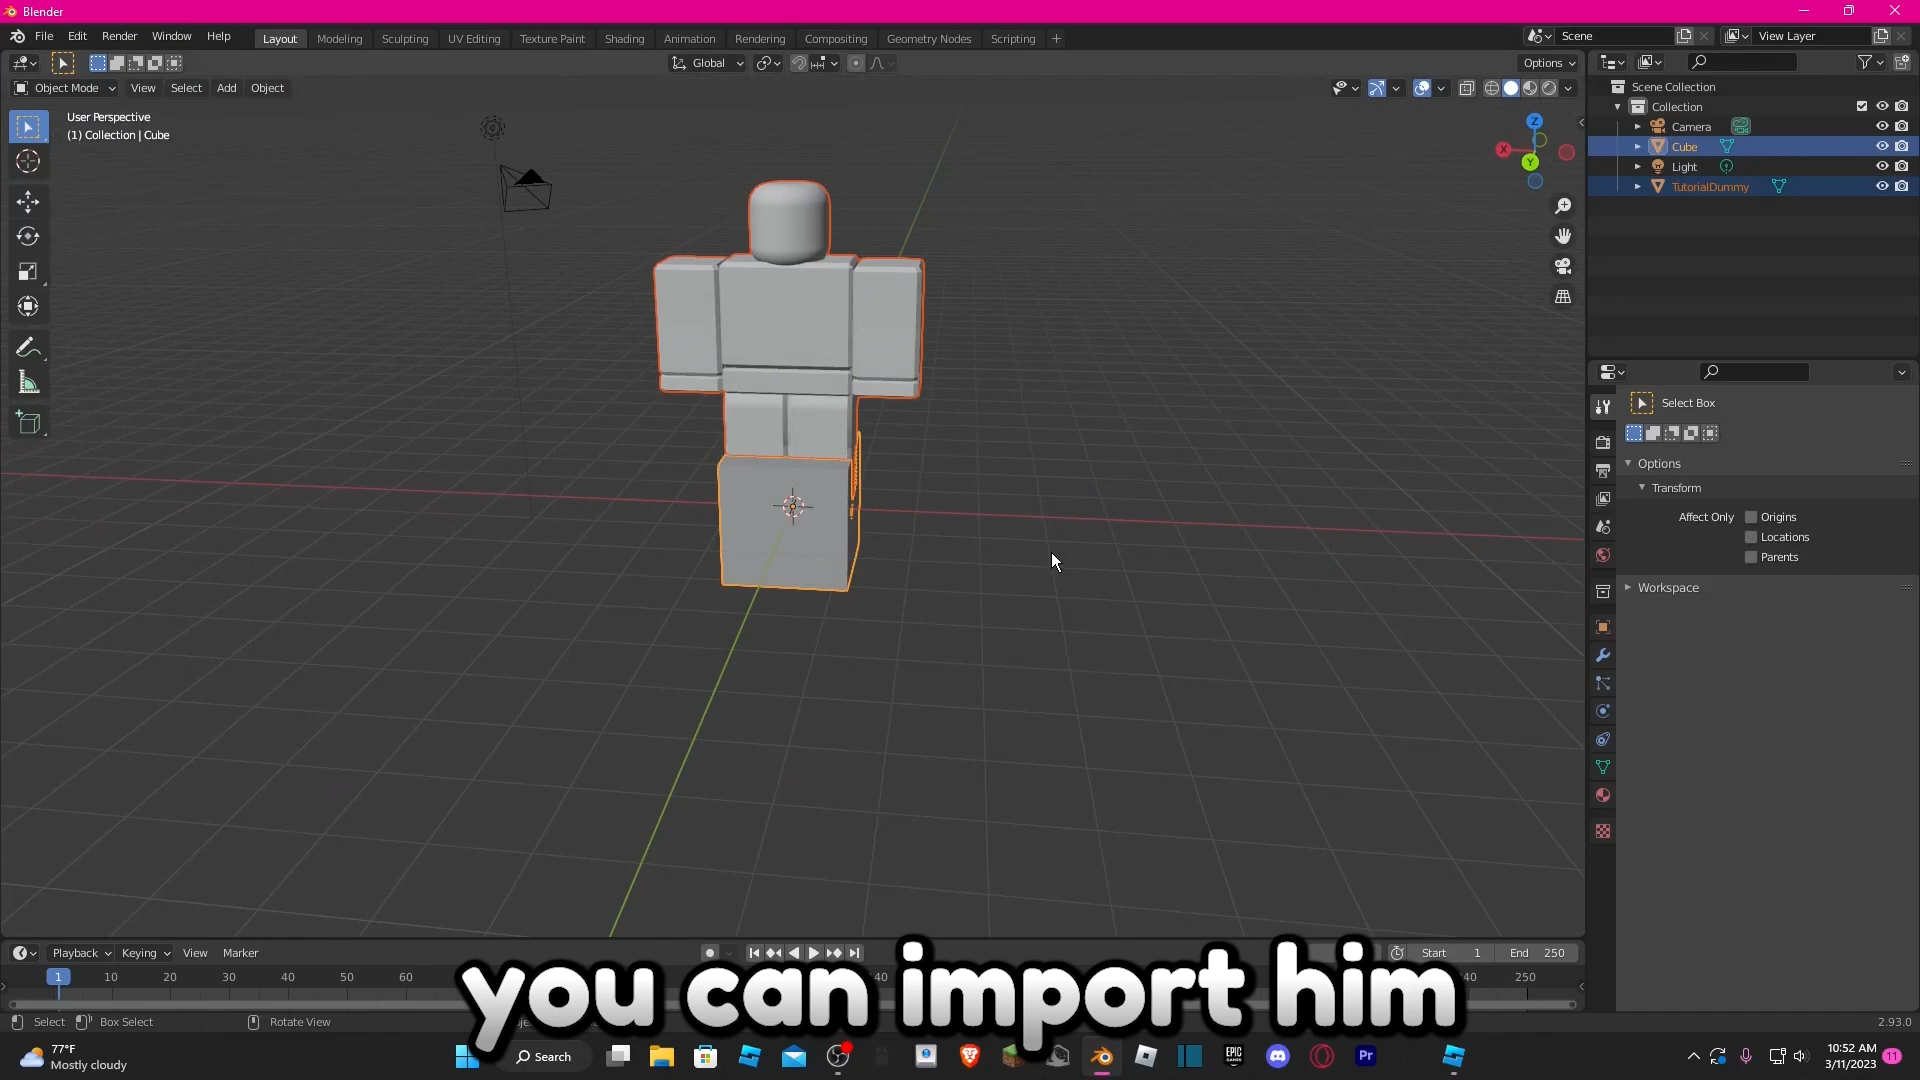 Blender
File Edit Render Window Help Layout Modeling Sculpting UV Editing Texture Paint Shading Animation Rendering Compositing Geometry Nodes Scripting + Scene View Layer
Global Options
Object Mode View Select Add Object
User Perspective
(1) Collection | Cube
Z
X
Y
Scene Collection
Collection
Camera
Cube
Light
TutorialDummy
Select Box
Options
Transform
Affect Only Origins
Locations
Parents
Workspace
Playback Keying View Marker Start 1 End 250
1 10 20 30 40 50 60 250
you can import him
Select Box Select Rotate View
2.93.0
77°F
Mostly cloudy
Search
EPIC
GAMES
Pr
10:52 AM
3/11/2023
11